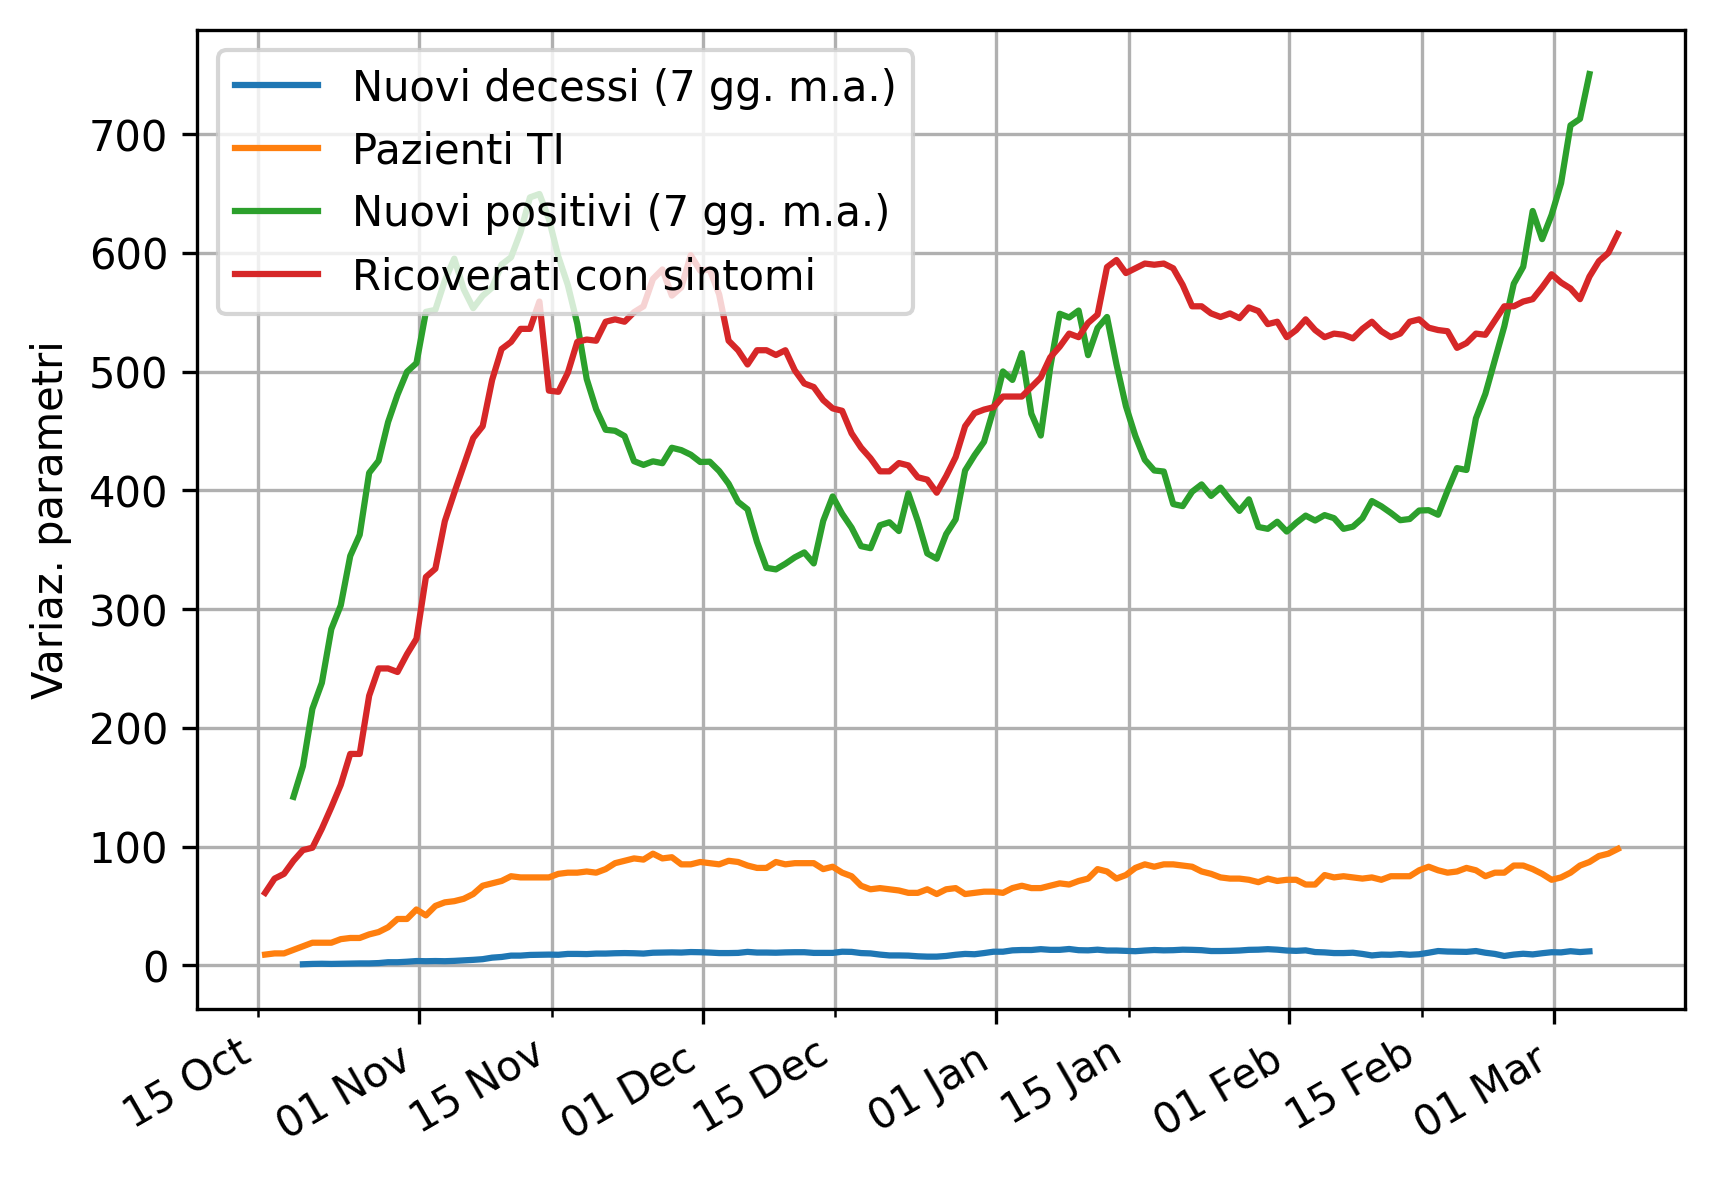 Nuovi decessi (7 gg. m.a.)
Pazienti TI
Nuovi positivi (7 gg. m.a.)
Ricoverati con sintomi
Variaz. parametri
700
600
500
400
300
200
100
0
15 Oct
01 Nov
15 Nov
01 Dec
15 Dec
01 Jan
15 Jan
01 Feb
15 Feb
01 Mar